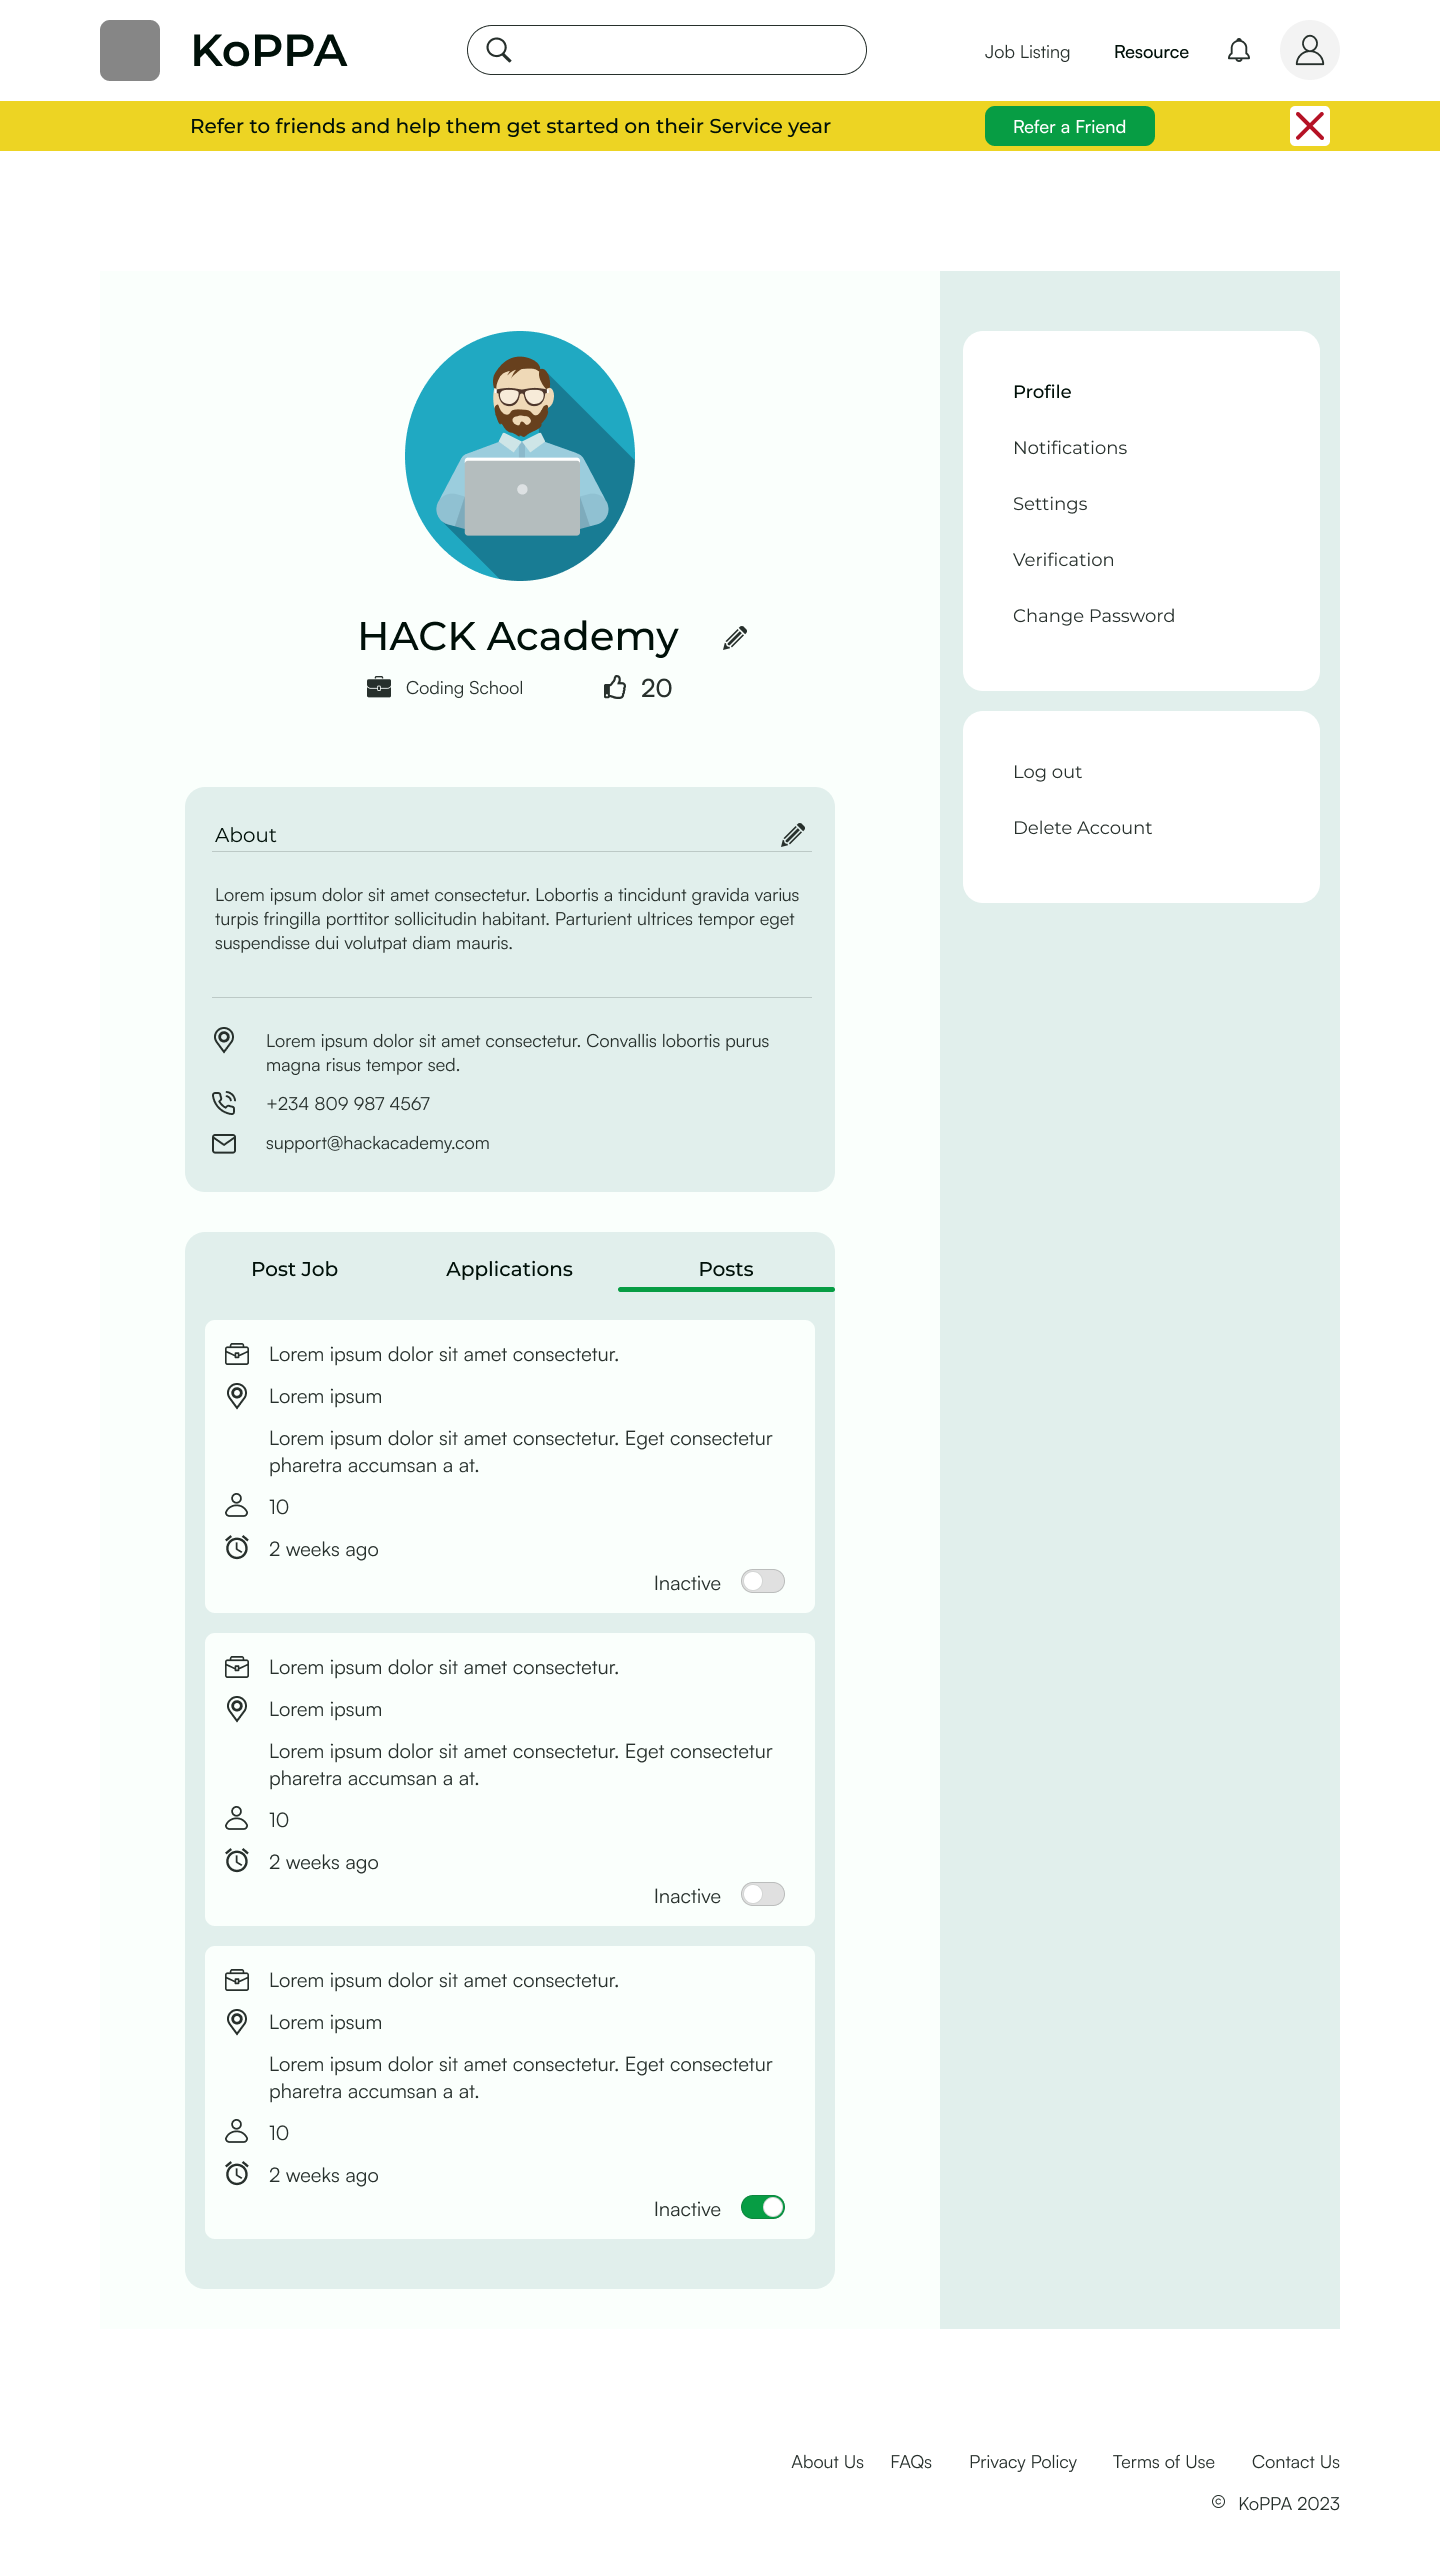 KoPPA
Job Listing
Resource
Refer to friends and help them get started on their Service year
Refer a Friend
HACK Academy
Coding School
20
About
Lorem ipsum dolor sit amet consectetur. Lobortis a tincidunt gravida varius
turpis fringilla porttitor sollicitudin habitant. Parturient ultrices tempor eget
suspendisse dui volutpat diam mauris.
Lorem ipsum dolor sit amet consectetur. Convallis lobortis purus
magna risus tempor sed.
+234 809 987 4567
support@hackacademy.com
Post Job
Applications
Posts
Lorem ipsum dolor sit amet consectetur.
Lorem ipsum
Lorem ipsum dolor sit amet consectetur. Eget consectetur
pharetra accumsan a at.
10
2 weeks ago
Inactive
Lorem ipsum dolor sit amet consectetur.
Lorem ipsum
Lorem ipsum dolor sit amet consectetur. Eget consectetur
pharetra accumsan a at.
10
2 weeks ago
Inactive
Lorem ipsum dolor sit amet consectetur.
Lorem ipsum
Lorem ipsum dolor sit amet consectetur. Eget consectetur
pharetra accumsan a at.
10
2 weeks ago
Inactive
Profile
Notifications
Settings
Verification
Change Password
Log out
Delete Account
About Us
FAQs
Privacy Policy
Terms of Use
Contact Us
© KoPPA 2023